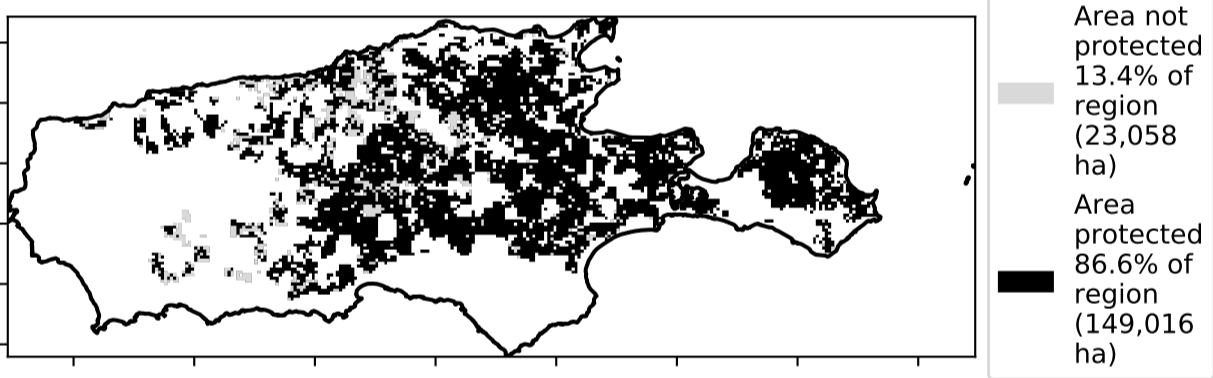 Area not
protected
13.4% of
region
(23,058
ha)
Area
protected
86.6% of
region
(149,016
ha)